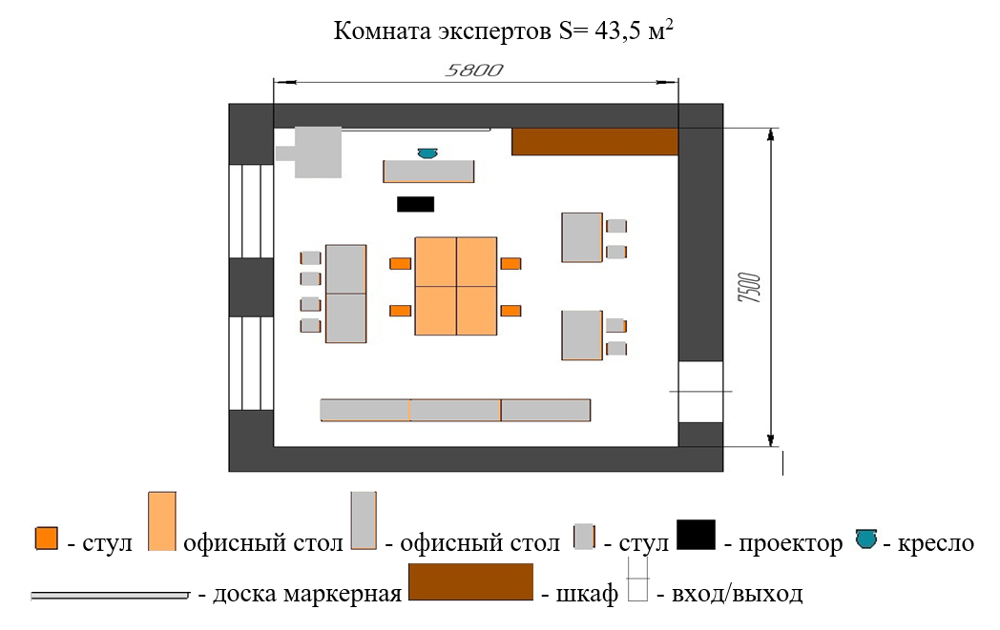 Комната экспертов S= 43,5 м²
5800
7500
- стул офисный стол - офисный стол - стул - проектор - кресло
- доска маркерная - шкаф - вход/выход